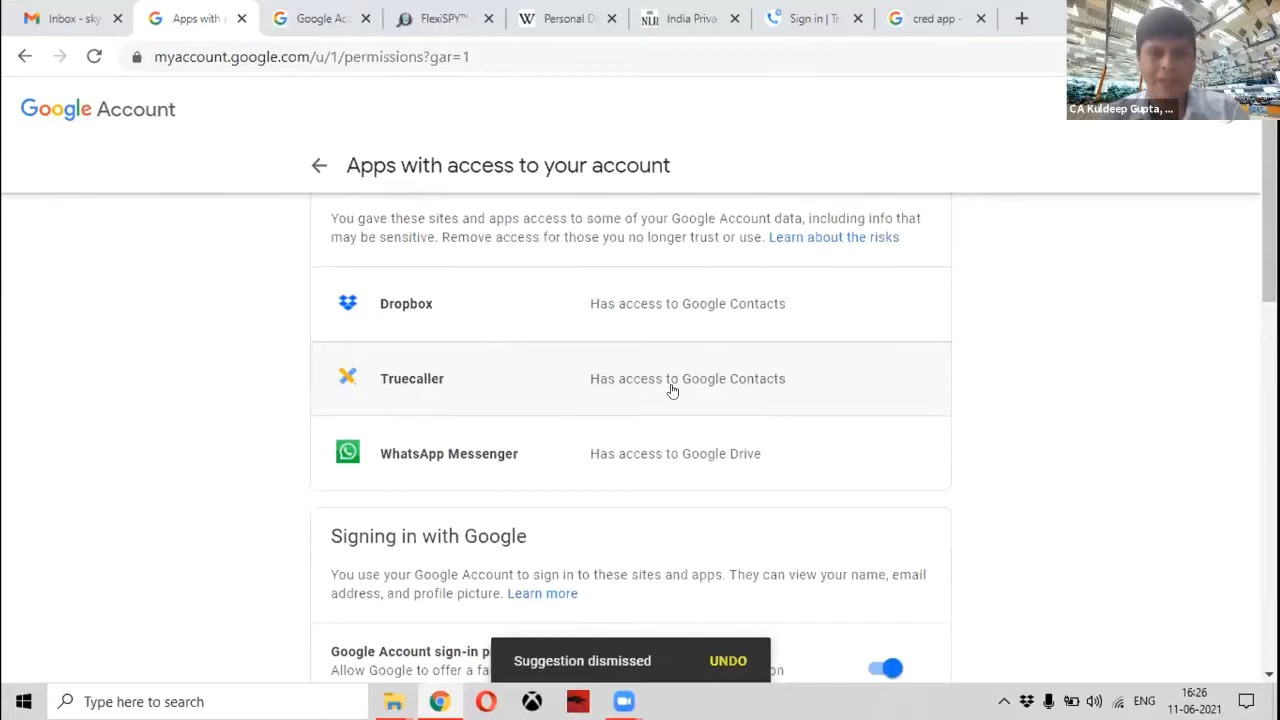 Inbox - sky
Apps with a
Google Acc
FlexiSPY™
Personal D
NLR
India Priva
Sign in | Tr
cred app -
myaccount.google.com/u/1/permissions?gar=1
CA Kuldeep Gupta, ...
Google Account
Apps with access to your account
You gave these sites and apps access to some of your Google Account data, including info that
may be sensitive. Remove access for those you no longer trust or use. Learn about the risks
Dropbox
Has access to Google Contacts
Truecaller
Has access to Google Contacts
WhatsApp Messenger
Has access to Google Drive
Signing in with Google
You use your Google Account to sign in to these sites and apps. They can view your name, email
address, and profile picture. Learn more
Google Account sign-in p
Allow Google to offer a fa
on
Suggestion dismissed
UNDO
Type here to search
ENG
16:26
11-06-2021